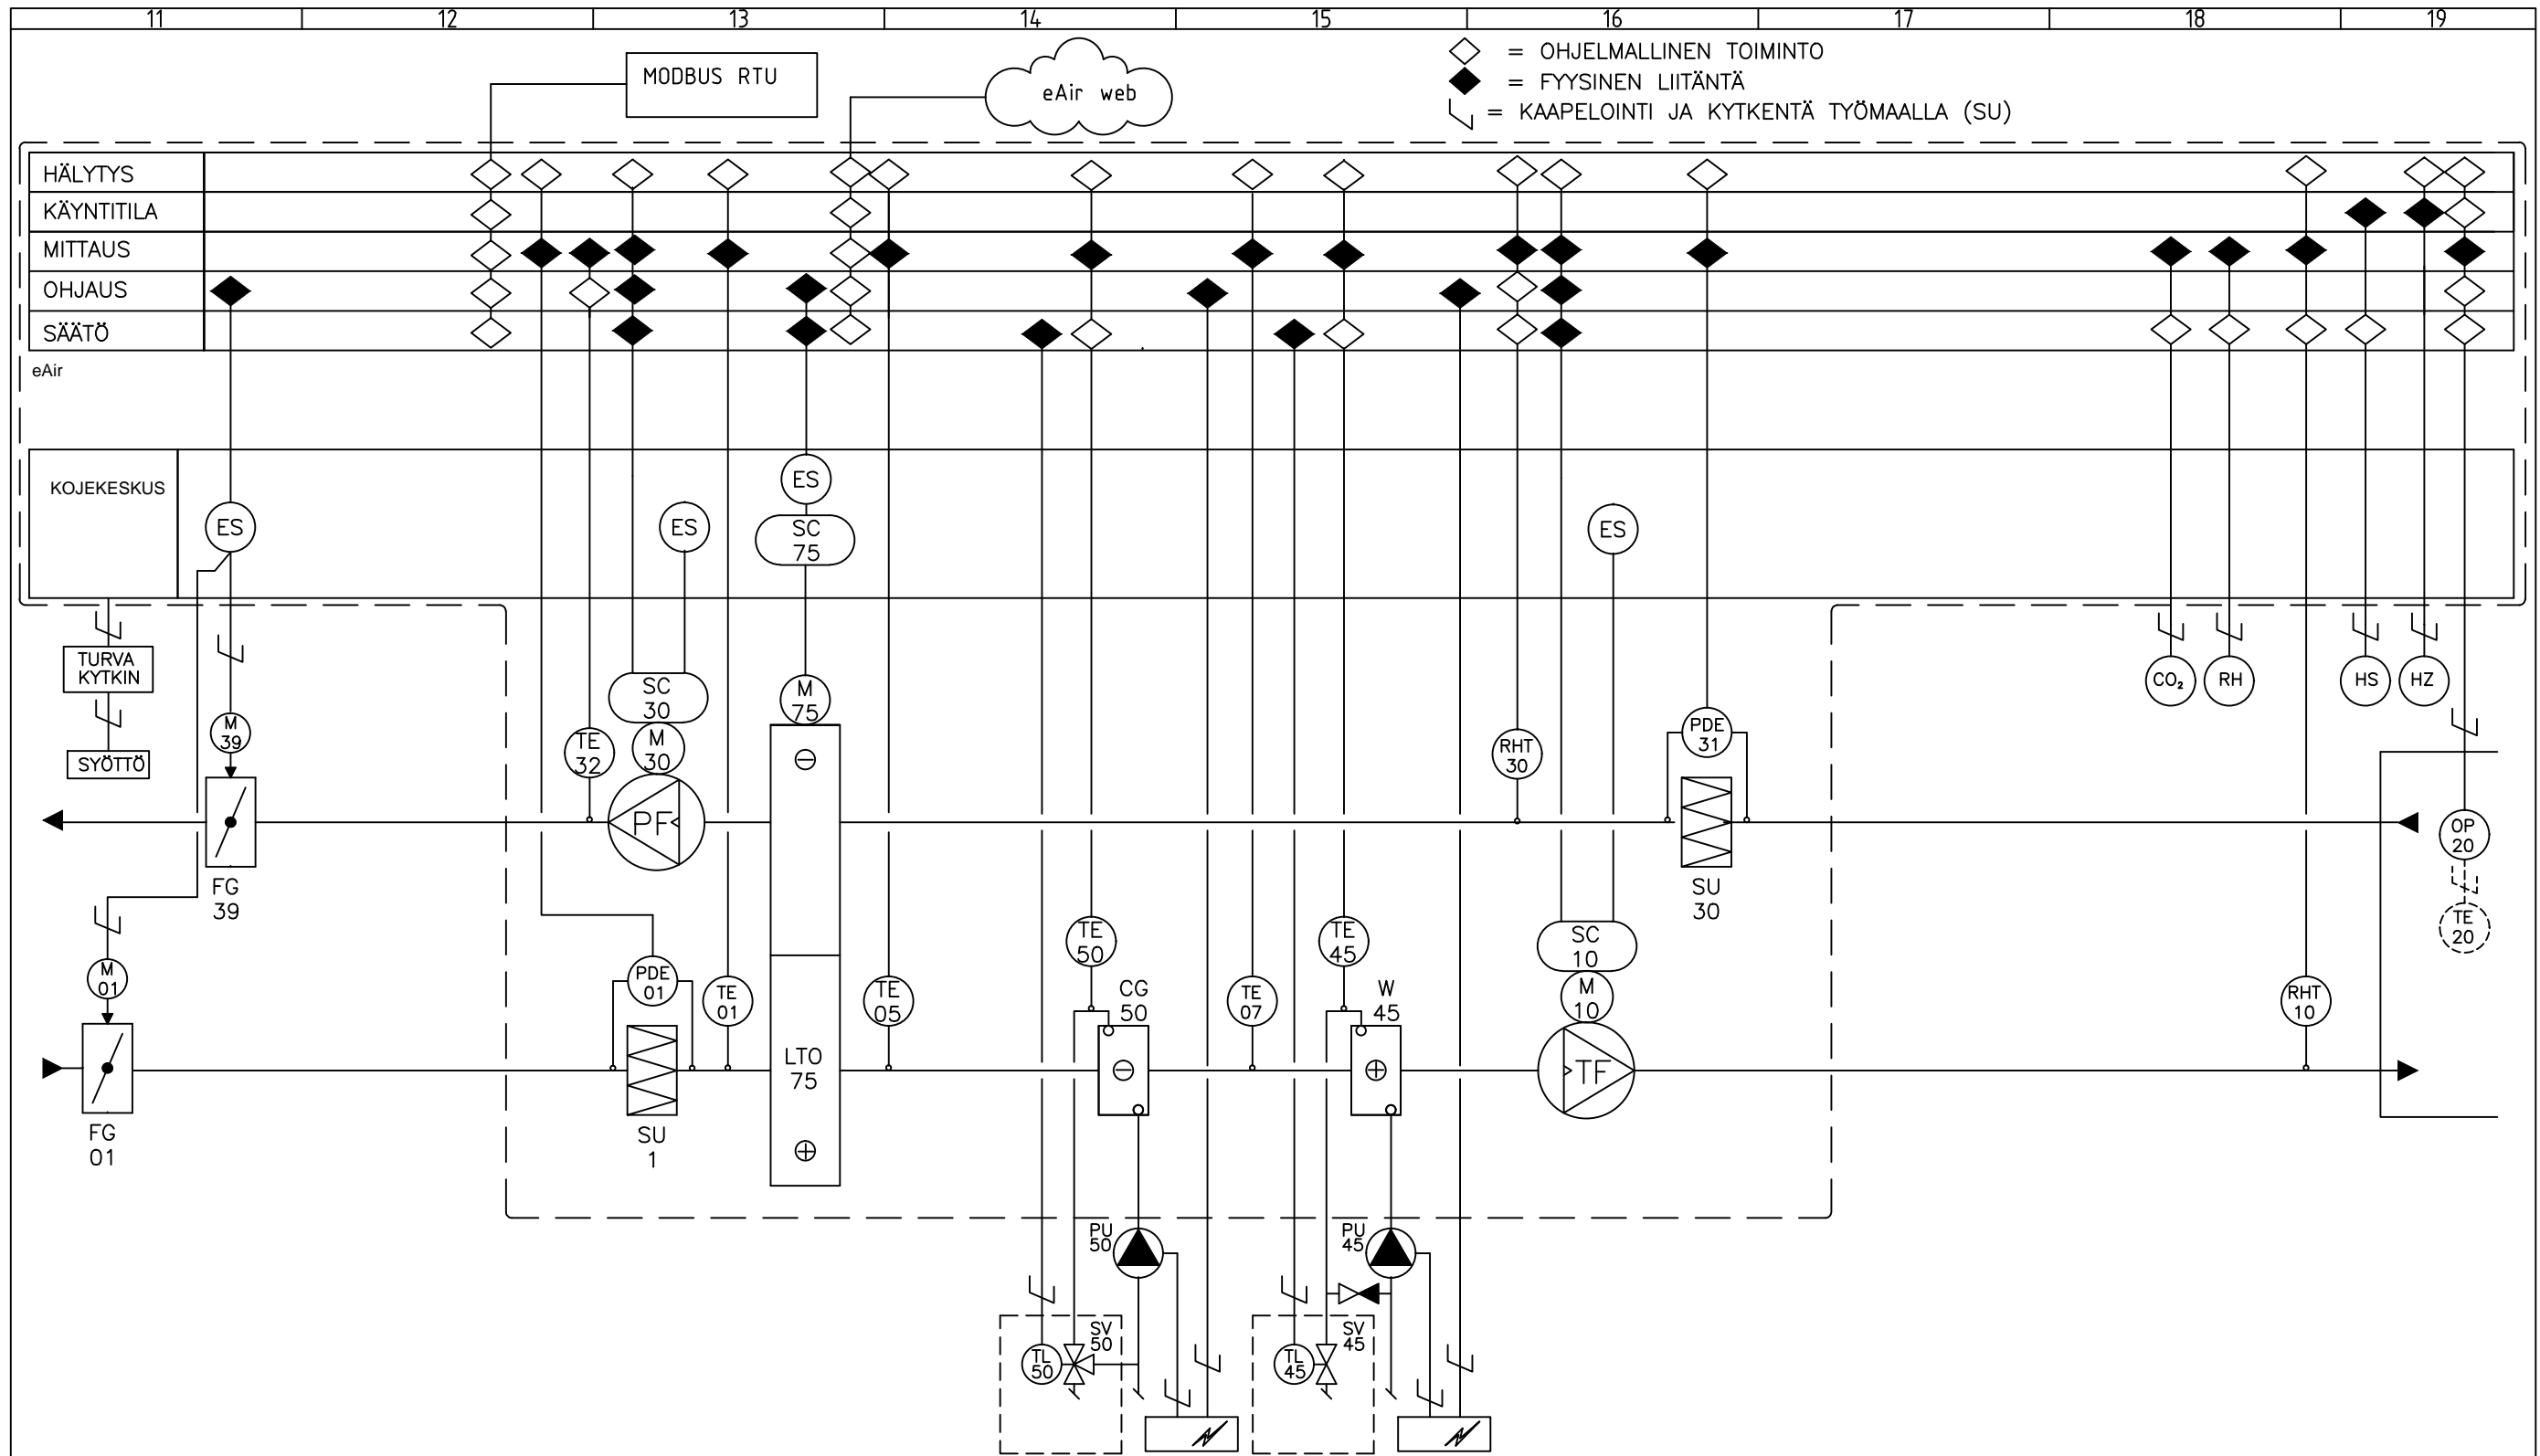 11 12 13 14 15 16 17 18 19
= OHJELMALLINEN TOIMINTO
= FYYSINEN LIITÄNTÄ
= KAAPELOINTI JA KYTKENTÄ TYÖMAALLA (SU)
MODBUS RTU
eAir web
HÄLYTYS
KÄYNTITILA
MITTAUS
OHJAUS
SÄÄTÖ
eAir
KOJEKESKUS
ES
ES
ES
SC
75
ES
TURVA
KYTKIN
SYÖTTÖ
M
39
TE
32
SC
30
M
30
M
75
RHT
30
PDE
31
CO₂
RH
HS
HZ
PF
OP
20
TE
20
FG
39
SU
30
M
01
PDE
01
TE
01
TE
05
TE
50
CG
50
TE
07
TE
45
W
45
SC
10
M
10
RHT
10
LTO
75
TF
FG
01
SU
1
PU
50
PU
45
SV
50
TL
50
SV
45
TL
45